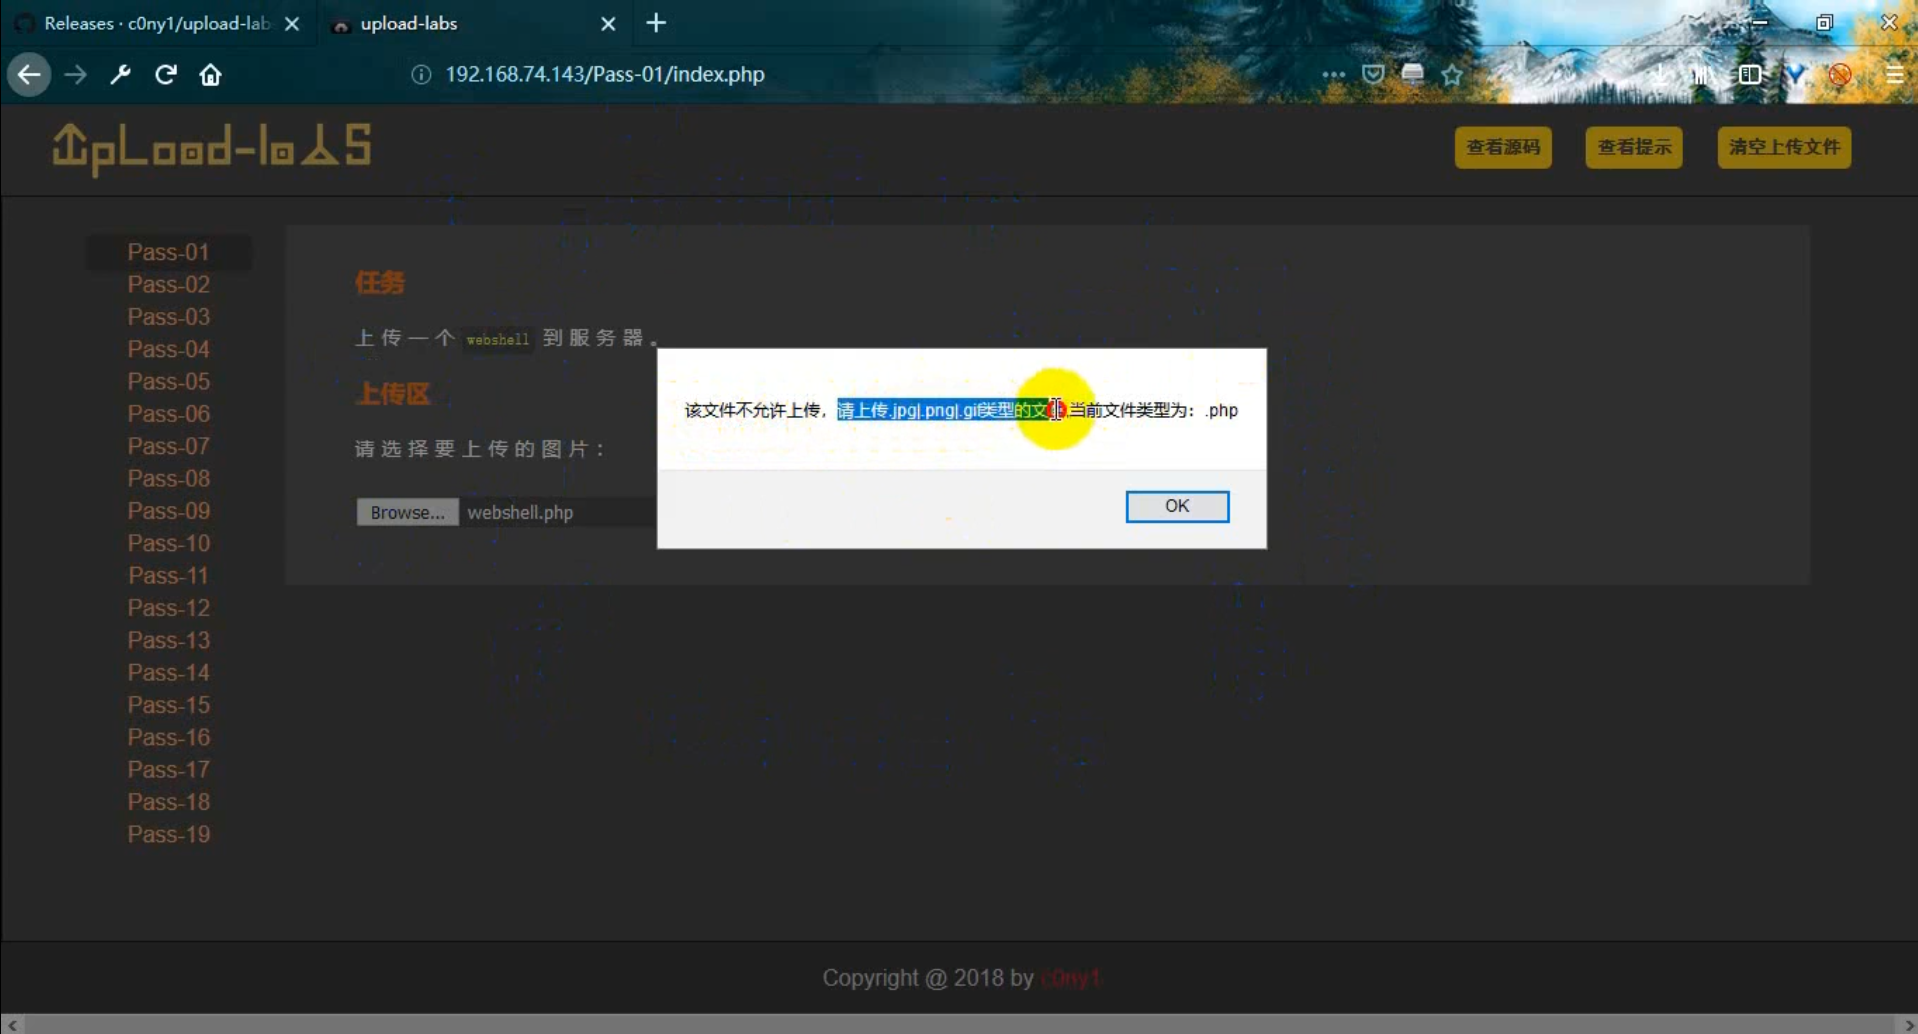 Releases · c0ny1/upload-lab
upload-labs
192.168.74.143/Pass-01/index.php
UpLoad-labs
查看源码
查看提示
清空上传文件
Pass-01
Pass-02
Pass-03
Pass-04
Pass-05
Pass-06
Pass-07
Pass-08
Pass-09
Pass-10
Pass-11
Pass-12
Pass-13
Pass-14
Pass-15
Pass-16
Pass-17
Pass-18
Pass-19
任务
上传一个 webshell 到服务器。
上传区
请选择要上传的图片：
Browse... webshell.php
该文件不允许上传，请上传.jpg|.png|.gif类型的文件,当前文件类型为：.php
OK
Copyright @ 2018 by c0ny1